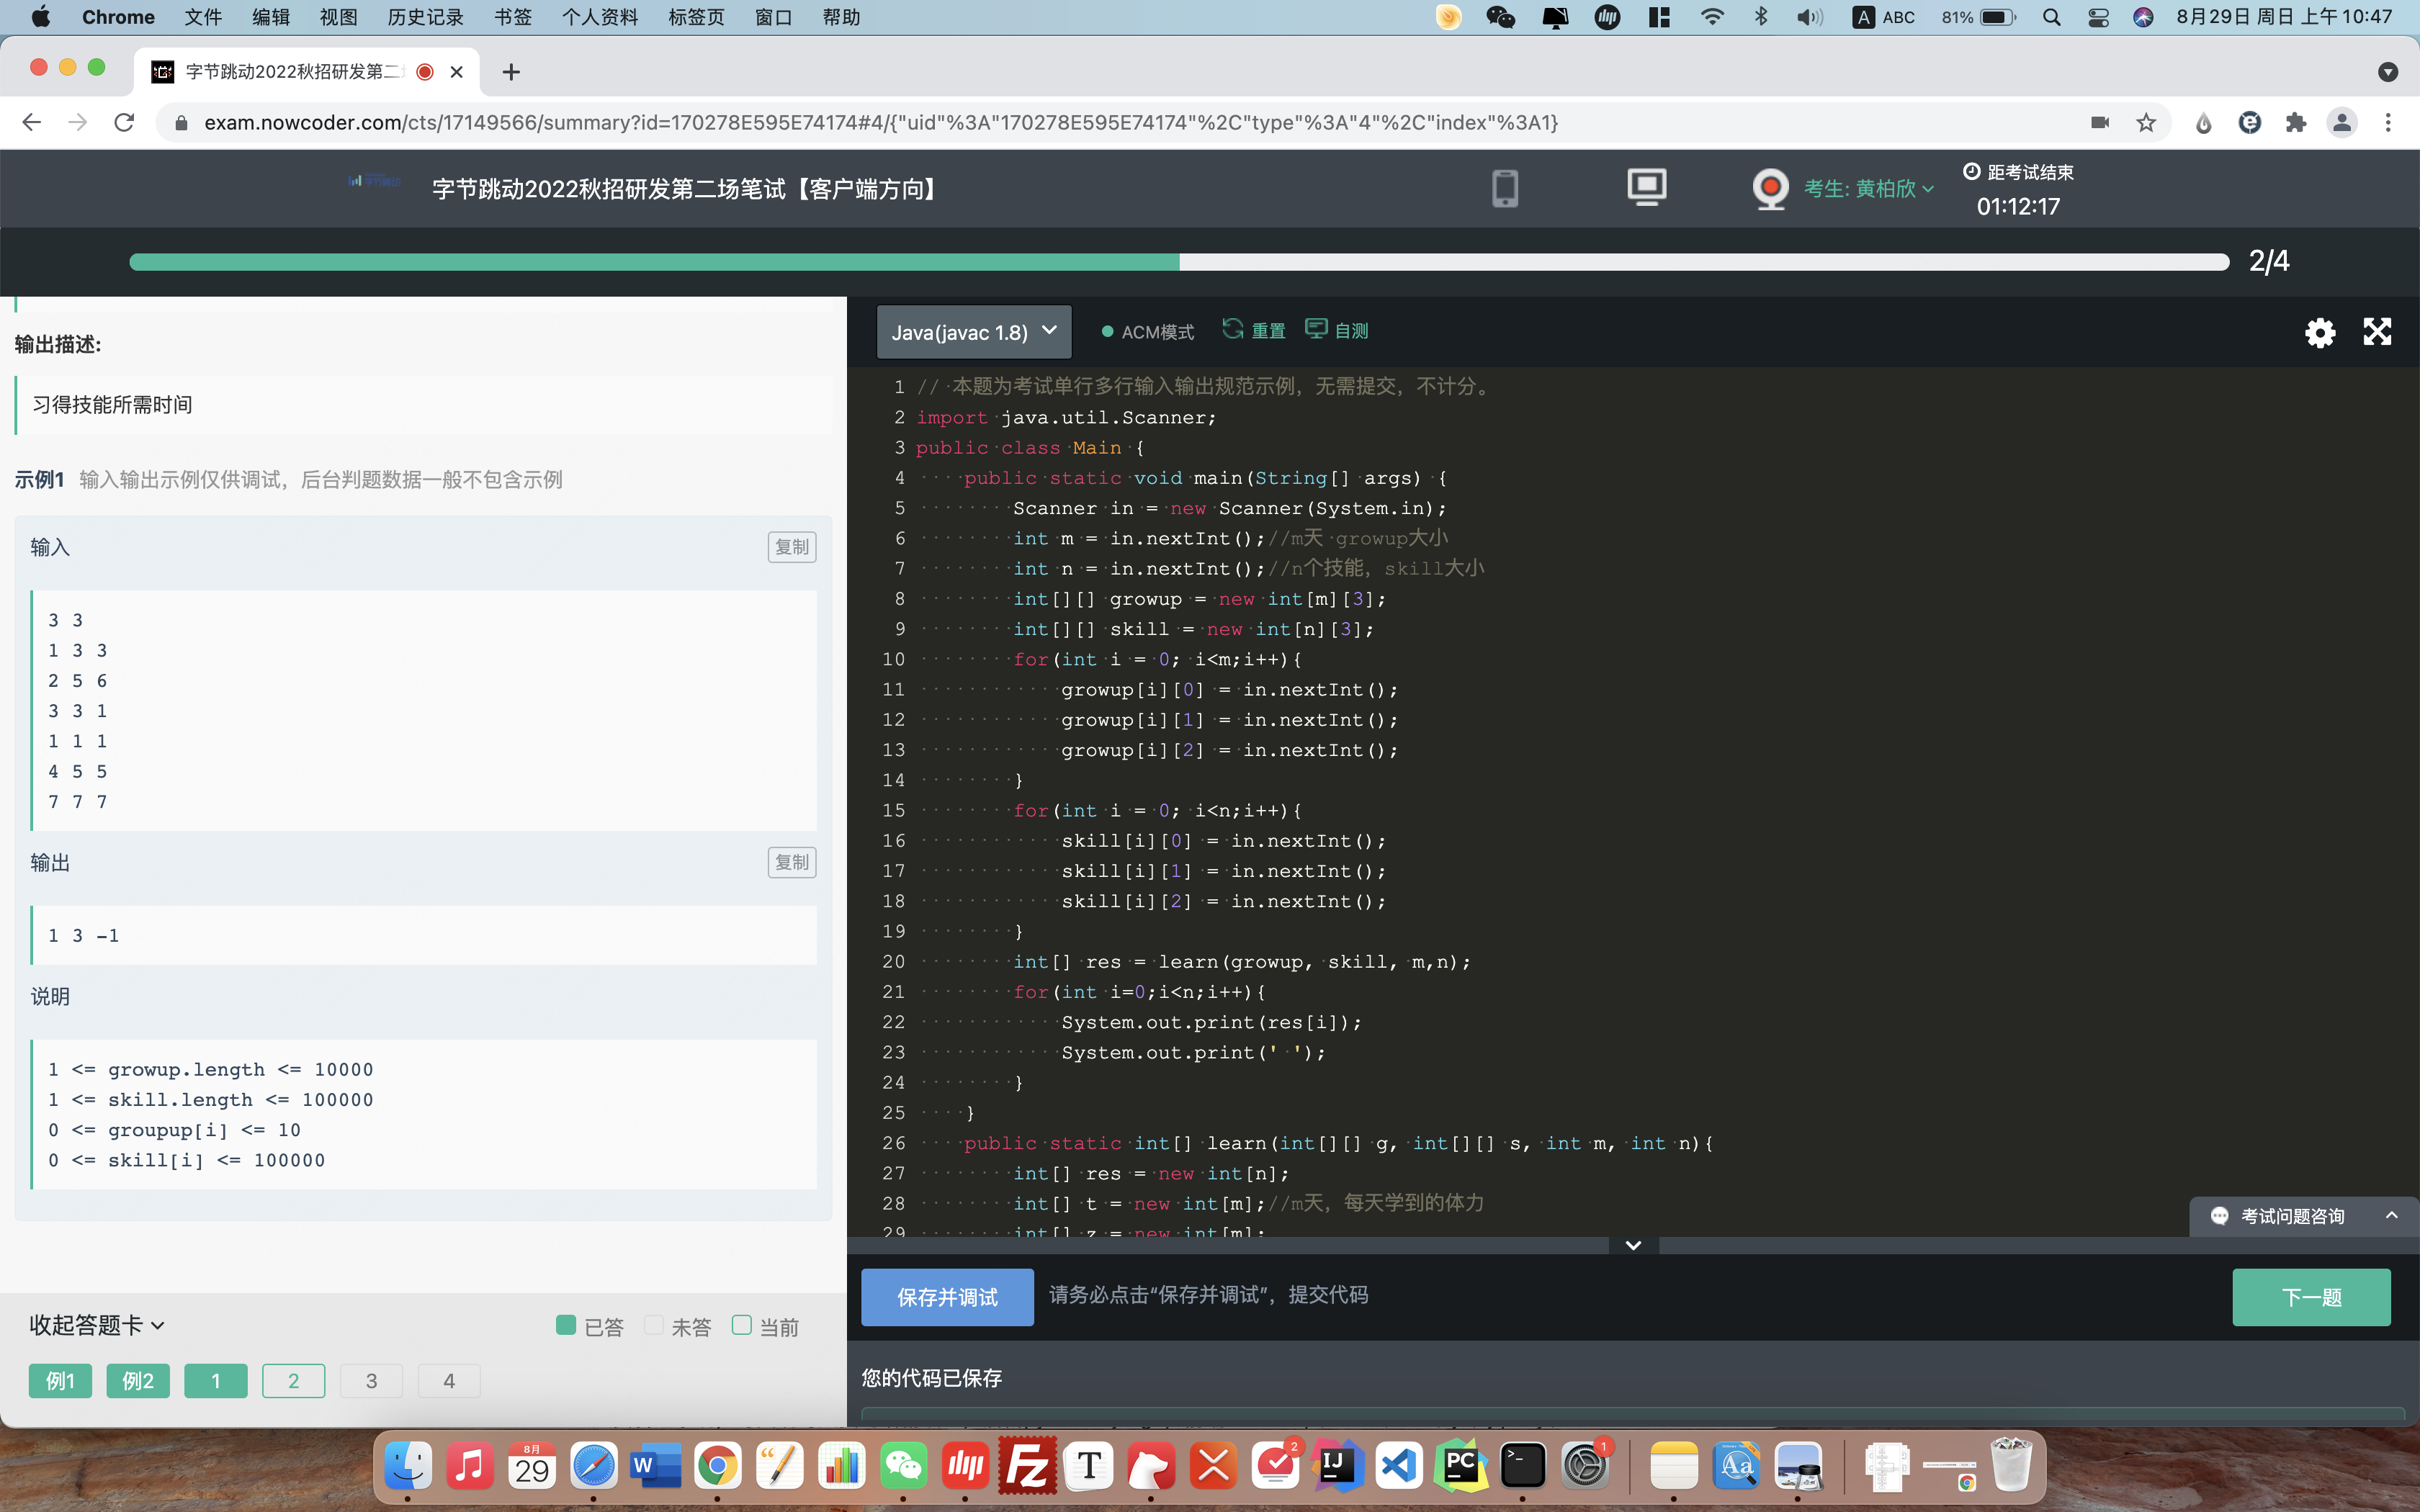 Chrome 文件 编辑 视图 历史记录 书签 个人资料 标签页 窗口 帮助 A ABC 81% 8月29日 周日 上午10:47
字节跳动2022秋招研发第二
exam.nowcoder.com/cts/17149566/summary?id=170278E595E74174#4/{"uid"%3A"170278E595E74174"%2C"type"%3A"4"%2C"index"%3A1}
字节跳动2022秋招研发第二场笔试【客户端方向】
考生: 黄柏欣
距考试结束
01:12:17
2/4
输出描述:
习得技能所需时间
示例1 输入输出示例仅供调试，后台判题数据一般不包含示例
输入 复制
3 3
1 3 3
2 5 6
3 3 1
1 1 1
4 5 5
7 7 7
输出 复制
1 3 -1
说明
1 <= growup.length <= 10000
1 <= skill.length <= 100000
0 <= groupup[i] <= 10
0 <= skill[i] <= 100000
收起答题卡 已答 未答 当前
例1 例2 1 2 3 4
Java(javac 1.8) ACM模式 重置 自测
1 // 本题为考试单行多行输入输出规范示例，无需提交，不计分。
2 import java.util.Scanner;
3 public class Main {
4     public static void main(String[] args) {
5         Scanner in = new Scanner(System.in);
6         int m = in.nextInt();//m天 growup大小
7         int n = in.nextInt();//n个技能，skill大小
8         int[][] growup = new int[m][3];
9         int[][] skill = new int[n][3];
10         for(int i = 0; i<m;i++){
11             growup[i][0] = in.nextInt();
12             growup[i][1] = in.nextInt();
13             growup[i][2] = in.nextInt();
14         }
15         for(int i = 0; i<n;i++){
16             skill[i][0] = in.nextInt();
17             skill[i][1] = in.nextInt();
18             skill[i][2] = in.nextInt();
19         }
20         int[] res = learn(growup, skill, m,n);
21         for(int i=0;i<n;i++){
22             System.out.print(res[i]);
23             System.out.print(' ');
24         }
25     }
26     public static int[] learn(int[][] g, int[][] s, int m, int n){
27         int[] res = new int[n];
28         int[] t = new int[m];//m天，每天学到的体力
29         int[] z = new int[m];
考试问题咨询
保存并调试 请务必点击“保存并调试”，提交代码 下一题
您的代码已保存
8月
29
W
Fz
T
2
IJ
PC
1
Aa